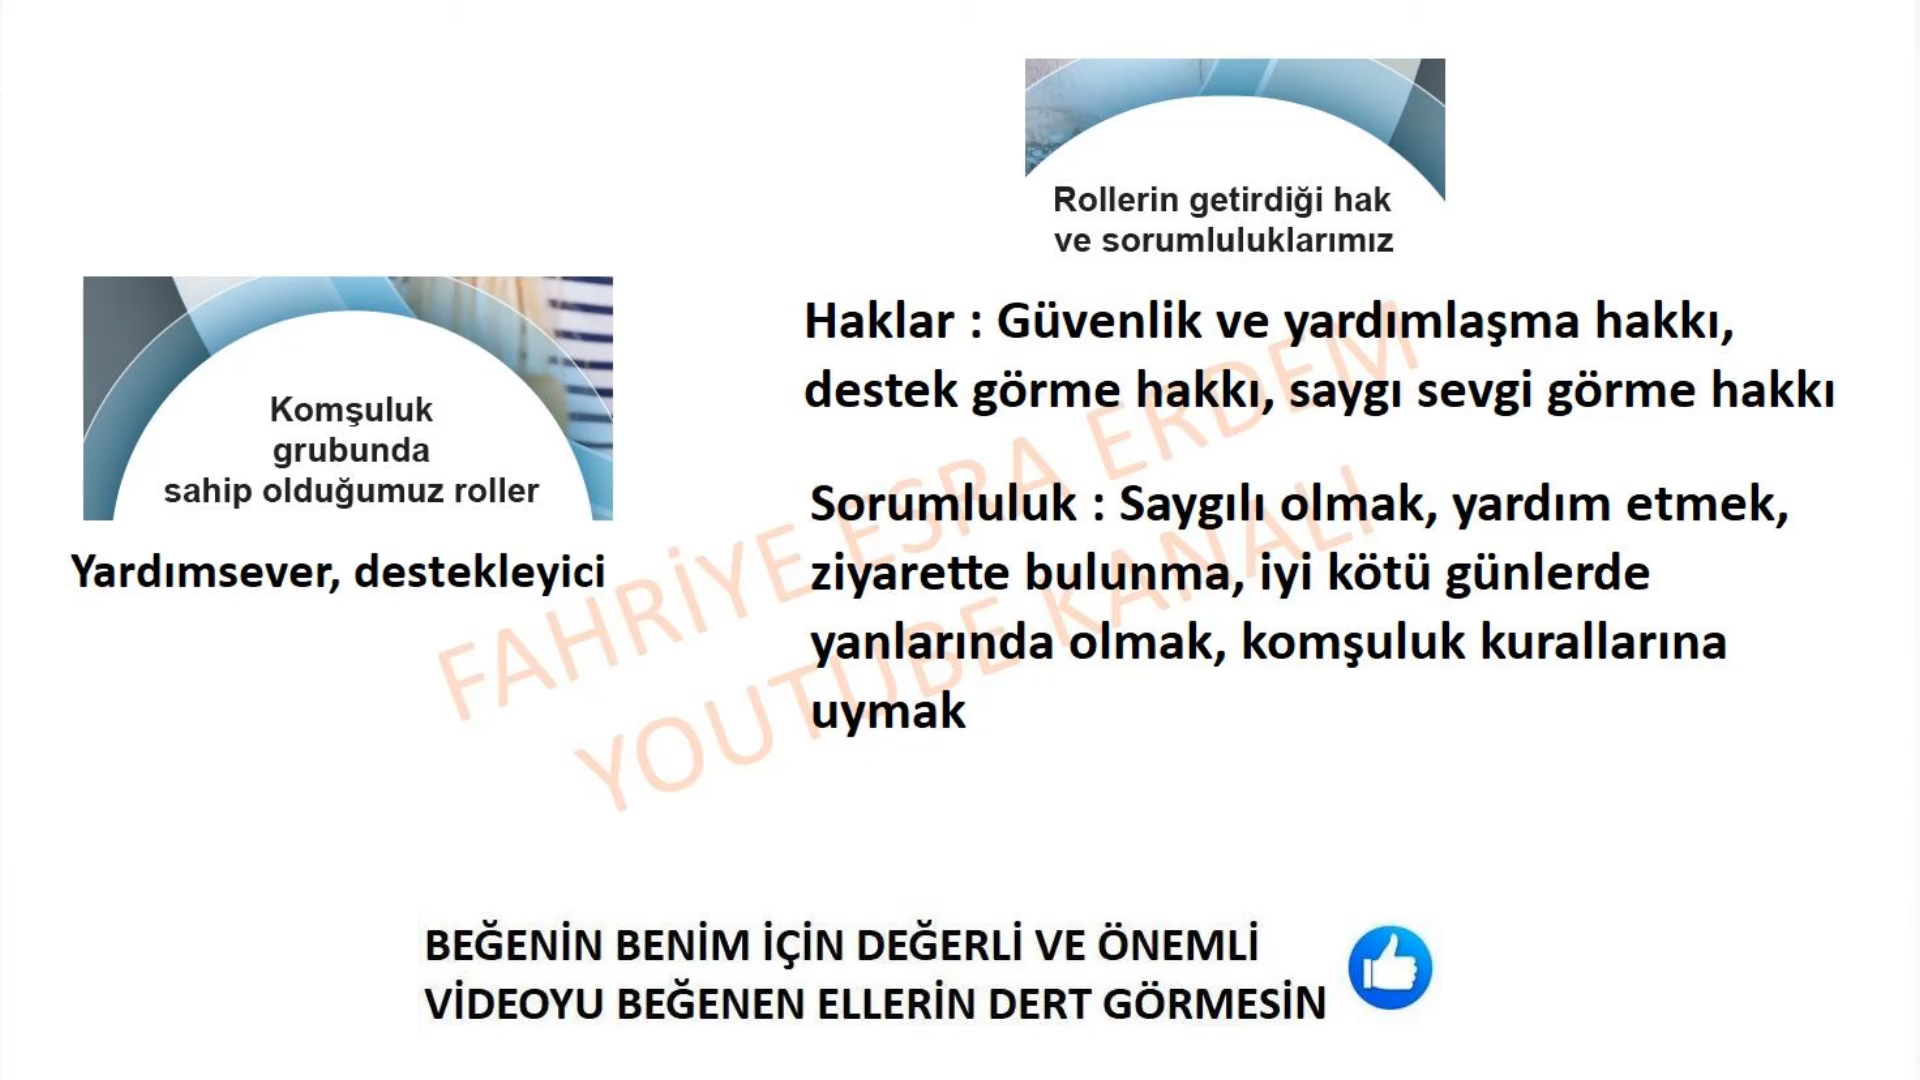 Komşuluk
grubunda
sahip olduğumuz roller
Yardımsever, destekleyici
Rollerin getirdiği hak
ve sorumluluklarımız
Haklar : Güvenlik ve yardımlaşma hakkı,
destek görme hakkı, saygı sevgi görme hakkı
Sorumluluk : Saygılı olmak, yardım etmek,
ziyarette bulunma, iyi kötü günlerde
yanlarında olmak, komşuluk kurallarına
uymak
FAHRİYE ESRA ERDEM
YOUTUBE KANALI
BEĞENİN BENİM İÇİN DEĞERLİ VE ÖNEMLİ
VİDEOYU BEĞENEN ELLERİN DERT GÖRMESİN